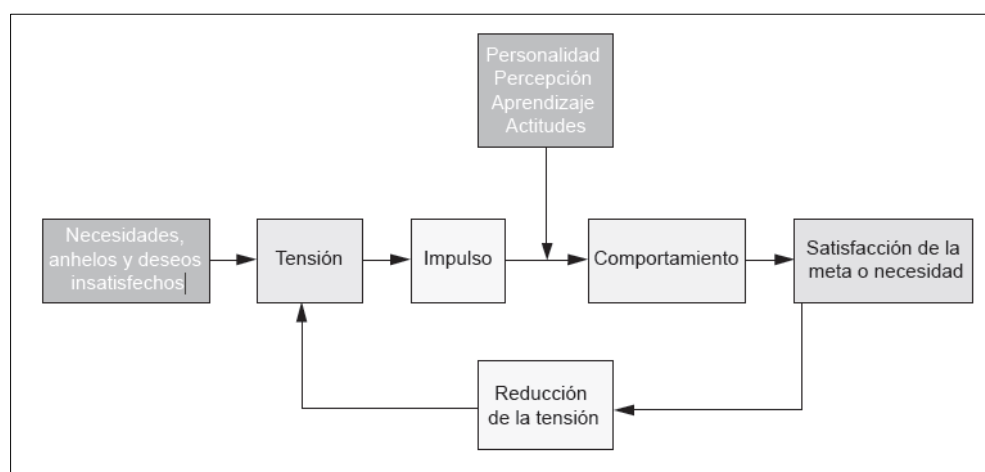 Personalidad
Percepción
Aprendizaje
Actitudes
Necesidades,
anhelos y deseos
insatisfechos
Tensión
Impulso
Comportamiento
Satisfacción de la
meta o necesidad
Reducción
de la tensión